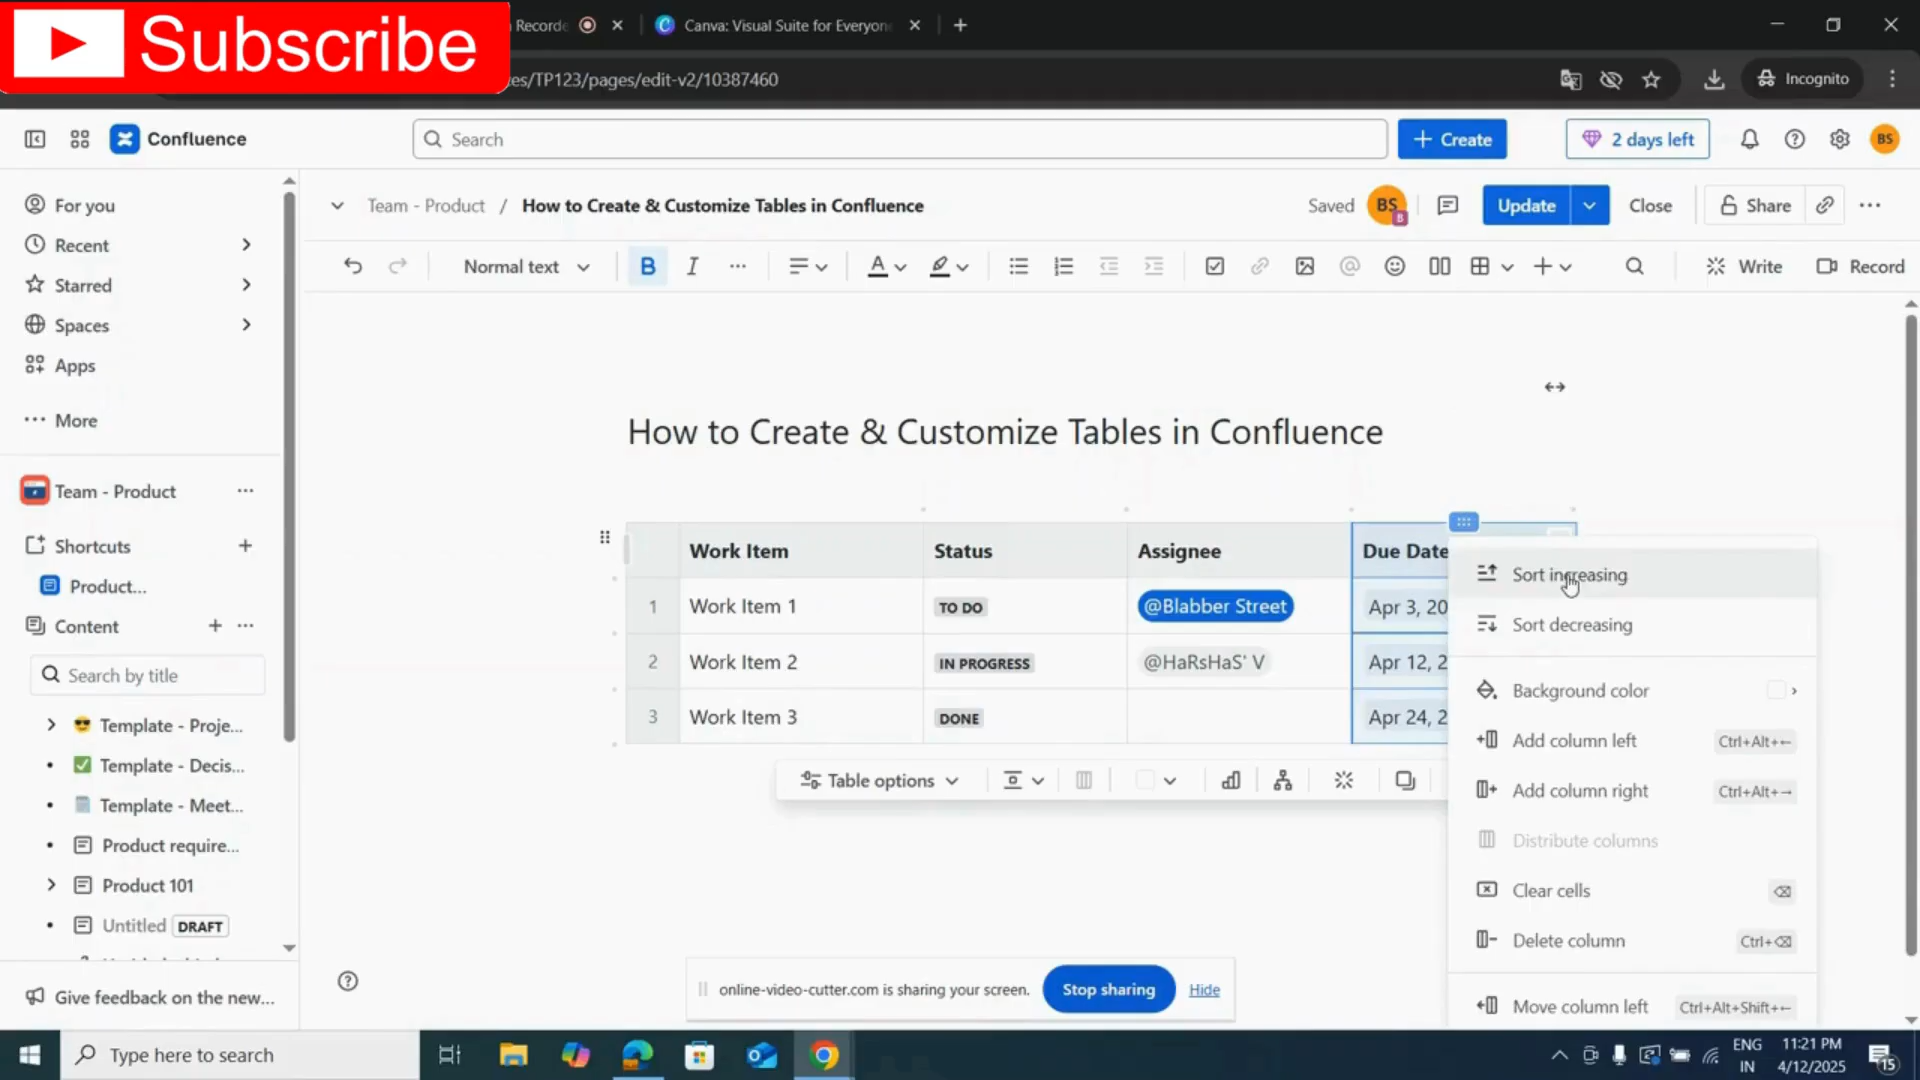 Subscribe
Recorde
Canva: Visual Suite for Everyon
es/TP123/pages/edit-v2/10387460
Incognito
Confluence
Search
Create
2 days left
BS
For you
Recent
Starred
Spaces
Apps
More
Team - Product
Shortcuts
Product...
Content
Search by title
Template - Proje...
Template - Decis...
Template - Meet...
Product require...
Product 101
Untitled DRAFT
Give feedback on the new...
Team - Product / How to Create & Customize Tables in Confluence
Saved
BS
B
Update
Close
Share
Normal text
B
I
A
Write
Record
How to Create & Customize Tables in Confluence
Work Item Status Assignee Due Date
1 Work Item 1 TO DO @Blabber Street Apr 3, 20
2 Work Item 2 IN PROGRESS @HaRsHaS' V Apr 12, 2
3 Work Item 3 DONE Apr 24, 2
Table options
Sort increasing
Sort decreasing
Background color
Add column left Ctrl+Alt+←
Add column right Ctrl+Alt+→
Distribute columns
Clear cells ⌫
Delete column Ctrl+⌫
Move column left Ctrl+Alt+Shift+←
online-video-cutter.com is sharing your screen.
Stop sharing
Hide
Type here to search
ENG
IN
11:21 PM
4/12/2025
15